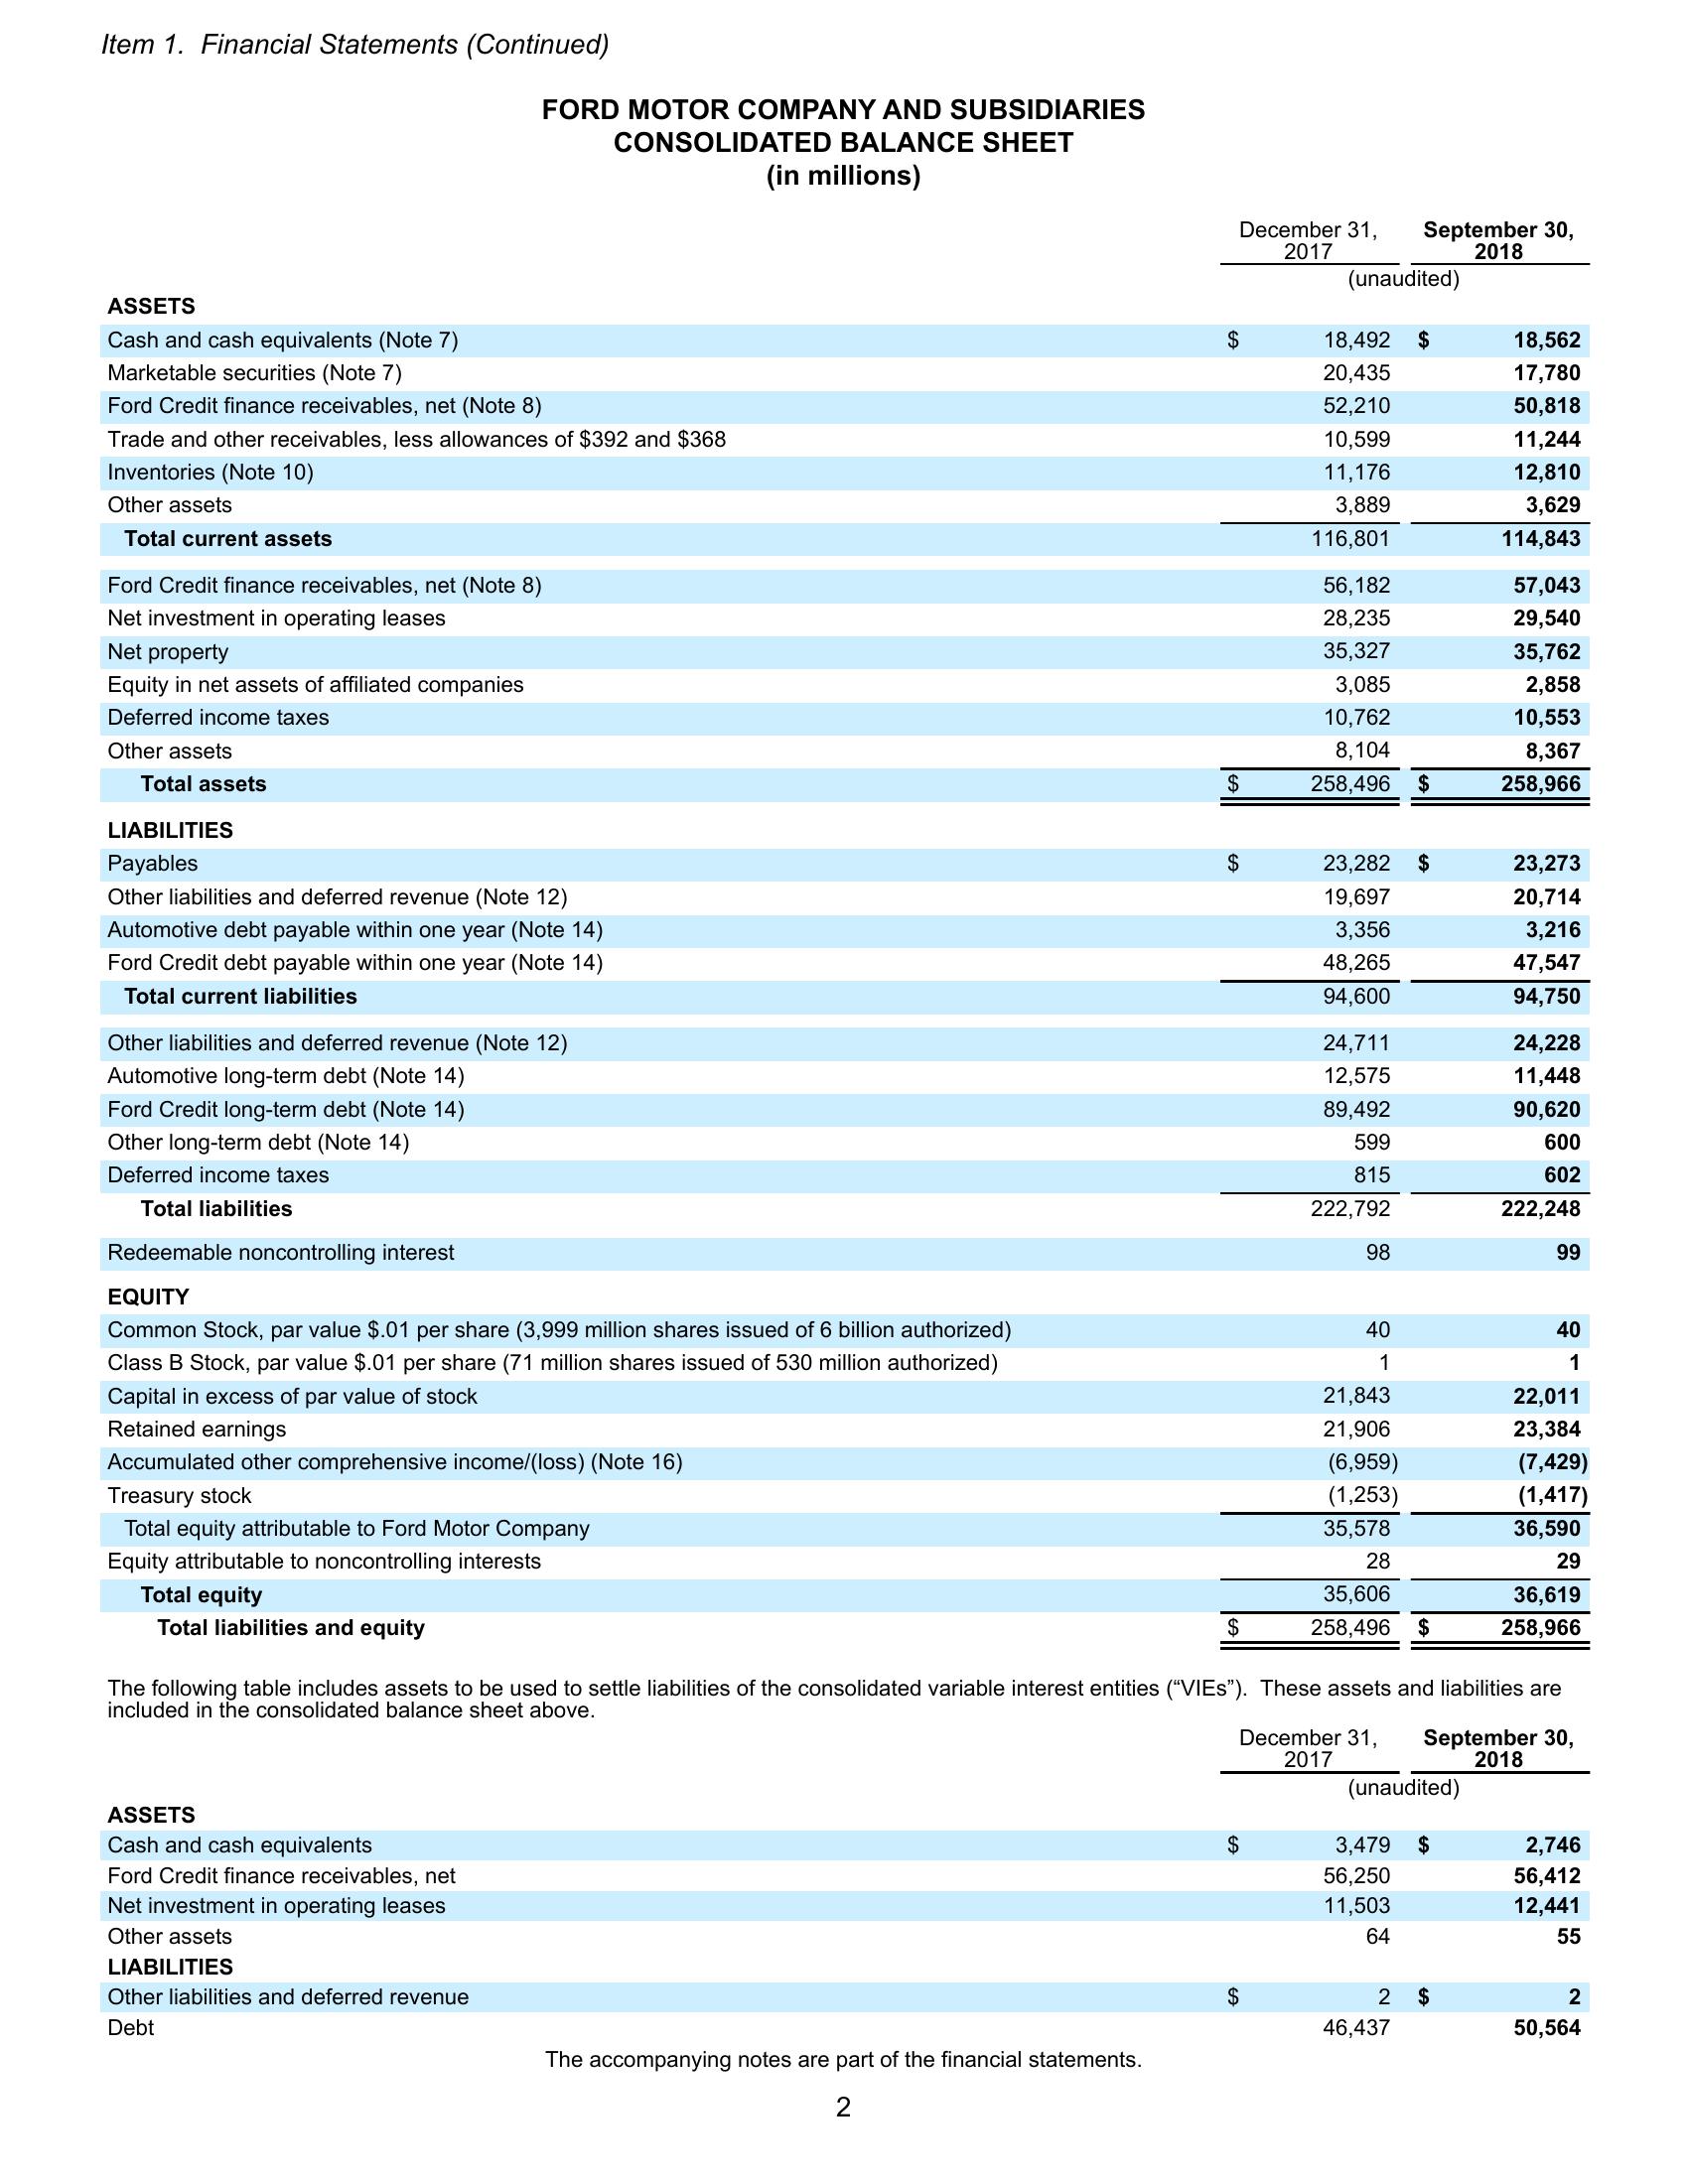 Item 1. Financial Statements (Continued)
FORD MOTOR COMPANY AND SUBSIDIARIES
CONSOLIDATED BALANCE SHEET
(in millions)
December 31, 2017 September 30, 2018
(unaudited)
ASSETS
Cash and cash equivalents (Note 7) $ 18,492 $ 18,562
Marketable securities (Note 7) 20,435 17,780
Ford Credit finance receivables, net (Note 8) 52,210 50,818
Trade and other receivables, less allowances of $392 and $368 10,599 11,244
Inventories (Note 10) 11,176 12,810
Other assets 3,889 3,629
Total current assets 116,801 114,843
Ford Credit finance receivables, net (Note 8) 56,182 57,043
Net investment in operating leases 28,235 29,540
Net property 35,327 35,762
Equity in net assets of affiliated companies 3,085 2,858
Deferred income taxes 10,762 10,553
Other assets 8,104 8,367
Total assets $ 258,496 $ 258,966
LIABILITIES
Payables $ 23,282 $ 23,273
Other liabilities and deferred revenue (Note 12) 19,697 20,714
Automotive debt payable within one year (Note 14) 3,356 3,216
Ford Credit debt payable within one year (Note 14) 48,265 47,547
Total current liabilities 94,600 94,750
Other liabilities and deferred revenue (Note 12) 24,711 24,228
Automotive long-term debt (Note 14) 12,575 11,448
Ford Credit long-term debt (Note 14) 89,492 90,620
Other long-term debt (Note 14) 599 600
Deferred income taxes 815 602
Total liabilities 222,792 222,248
Redeemable noncontrolling interest 98 99
EQUITY
Common Stock, par value $.01 per share (3,999 million shares issued of 6 billion authorized) 40 40
Class B Stock, par value $.01 per share (71 million shares issued of 530 million authorized) 1 1
Capital in excess of par value of stock 21,843 22,011
Retained earnings 21,906 23,384
Accumulated other comprehensive income/(loss) (Note 16) (6,959) (7,429)
Treasury stock (1,253) (1,417)
Total equity attributable to Ford Motor Company 35,578 36,590
Equity attributable to noncontrolling interests 28 29
Total equity 35,606 36,619
Total liabilities and equity $ 258,496 $ 258,966
The following table includes assets to be used to settle liabilities of the consolidated variable interest entities (“VIEs”). These assets and liabilities are
included in the consolidated balance sheet above.
December 31, 2017 September 30, 2018
(unaudited)
ASSETS
Cash and cash equivalents $ 3,479 $ 2,746
Ford Credit finance receivables, net 56,250 56,412
Net investment in operating leases 11,503 12,441
Other assets 64 55
LIABILITIES
Other liabilities and deferred revenue $ 2 $ 2
Debt 46,437 50,564
The accompanying notes are part of the financial statements.
2